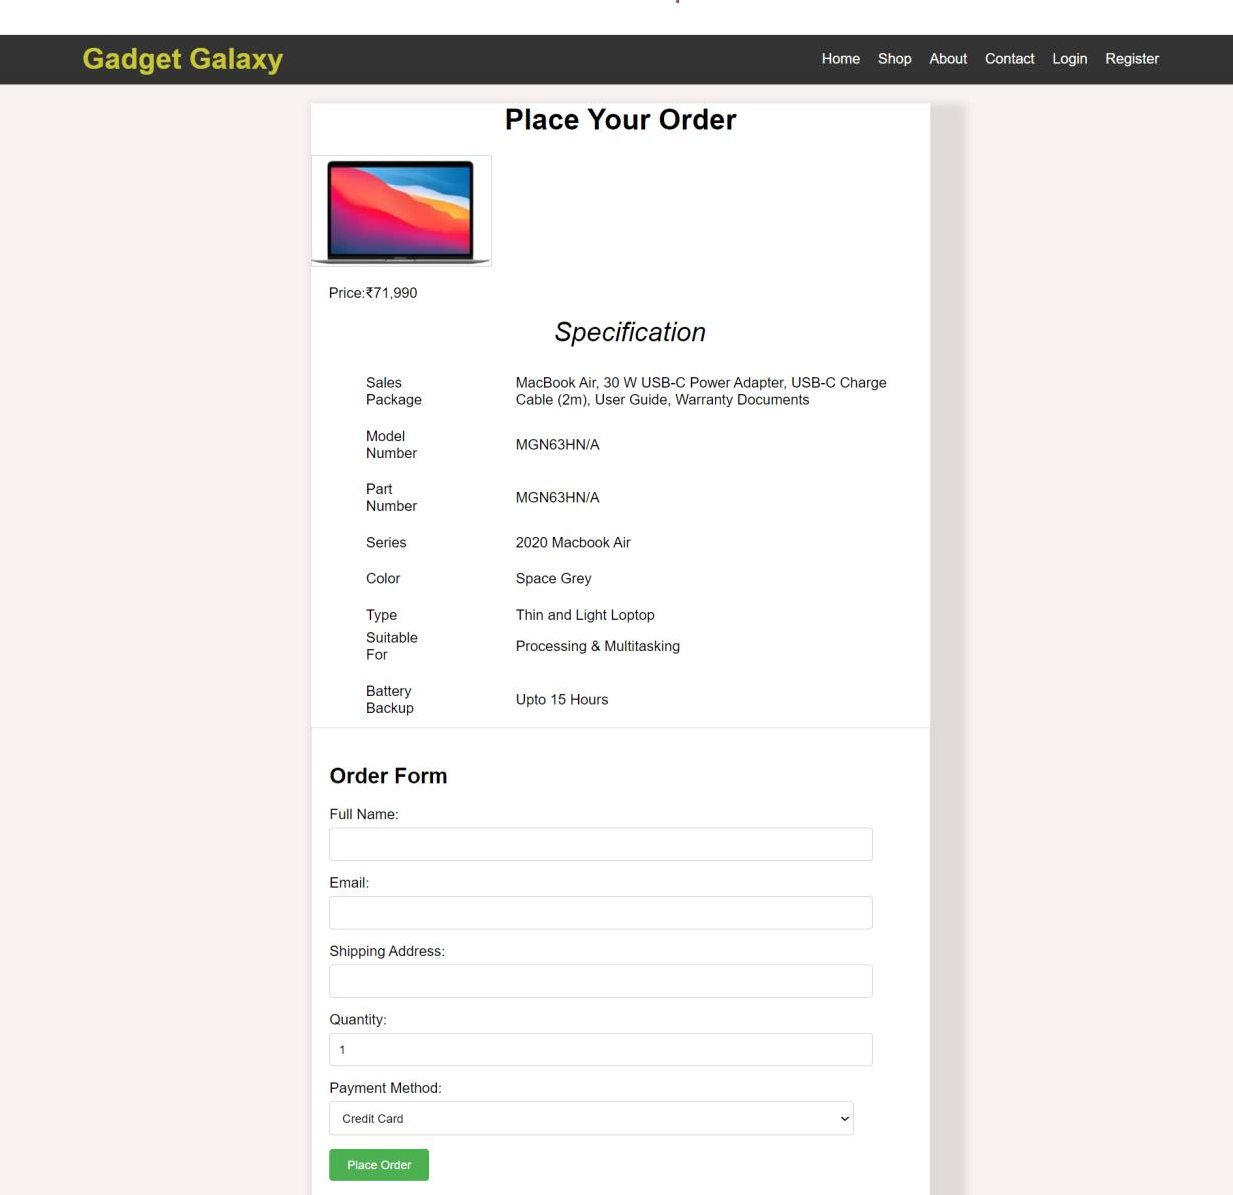 Gadget Galaxy
Home Shop About Contact Login Register
Place Your Order
Price:₹71,990
Specification
Sales
Package
MacBook Air, 30 W USB-C Power Adapter, USB-C Charge
Cable (2m), User Guide, Warranty Documents
Model
Number
MGN63HN/A
Part
Number
MGN63HN/A
Series
2020 Macbook Air
Color
Space Grey
Type
Thin and Light Loptop
Suitable
For
Processing & Multitasking
Battery
Backup
Upto 15 Hours
Order Form
Full Name:
Email:
Shipping Address:
Quantity:
1
Payment Method:
Credit Card
Place Order